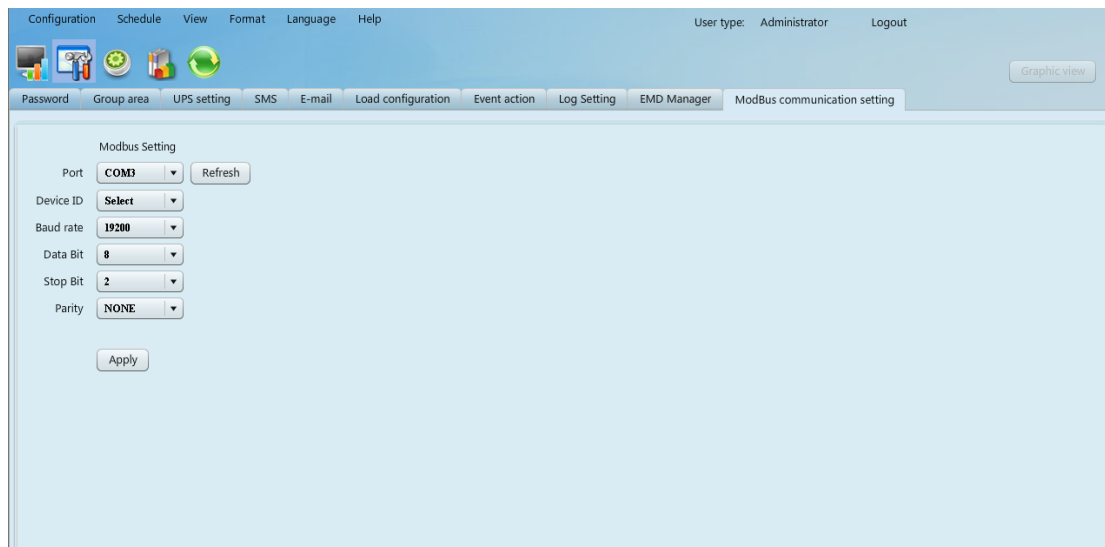 Configuration Schedule View Format Language Help User type: Administrator Logout
Graphic view
Password Group area UPS setting SMS E-mail Load configuration Event action Log Setting EMD Manager ModBus communication setting
Modbus Setting
Port COM3 Refresh
Device ID Select
Baud rate 19200
Data Bit 8
Stop Bit 2
Parity NONE
Apply